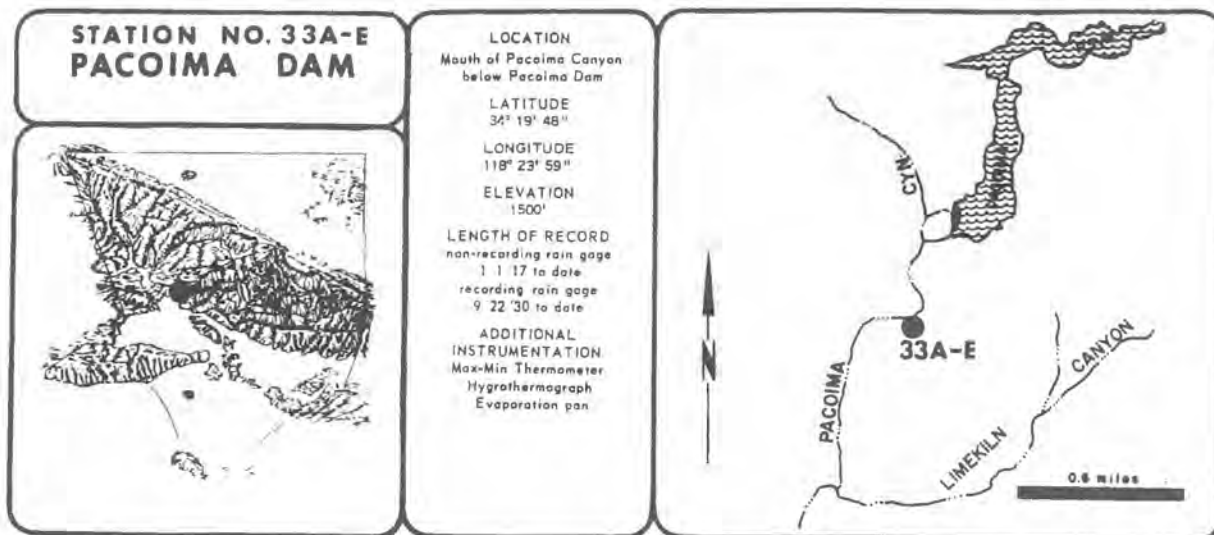 STATION NO. 33A-E
PACOIMA DAM
LOCATION
Mouth of Pacoima Canyon
below Pacoima Dam
LATITUDE
34° 19' 48"
LONGITUDE
118° 23' 59"
ELEVATION
1500'
LENGTH OF RECORD
non-recording rain gage
1 1 '17 to date
recording rain gage
9 22 '30 to date
ADDITIONAL
INSTRUMENTATION
Max-Min Thermometer
Hygrothermograph
Evaporation pan
CYN
33A-E
PACOIMA
CANYON
LIMEKILN
N
0.6 miles